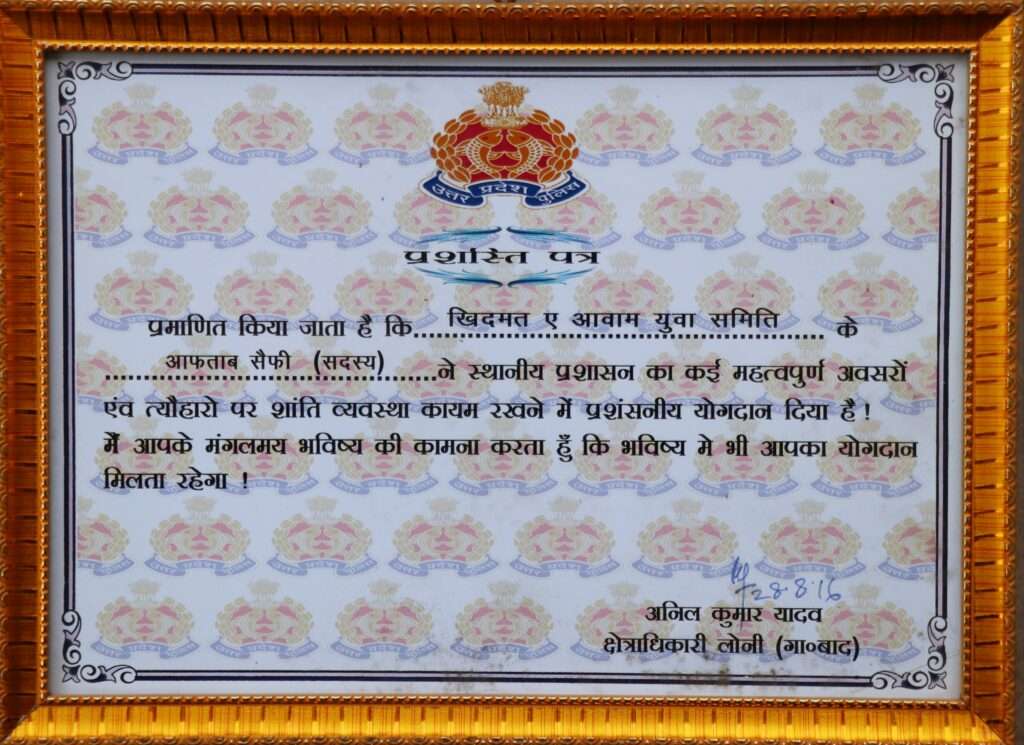 उत्तर प्रदेश पुलिस
प्रशस्ति पत्र
प्रमाणित किया जाता है कि....खिदमत ए आवाम युवा समिति.... के
....आफताब सैफी (सदस्य)....ने स्थानीय प्रशासन का कई महत्वपुर्ण अवसरों
एंव त्यौहारो पर शांति व्यवस्था कायम रखने में प्रशंसनीय योगदान दिया है !
मैं आपके मंगलमय भविष्य की कामना करता हुँ कि भविष्य मे भी आपका योगदान
मिलता रहेगा !
28.8.16
अनिल कुमार यादव
क्षेत्राधिकारी लोनी (गा०बाद)